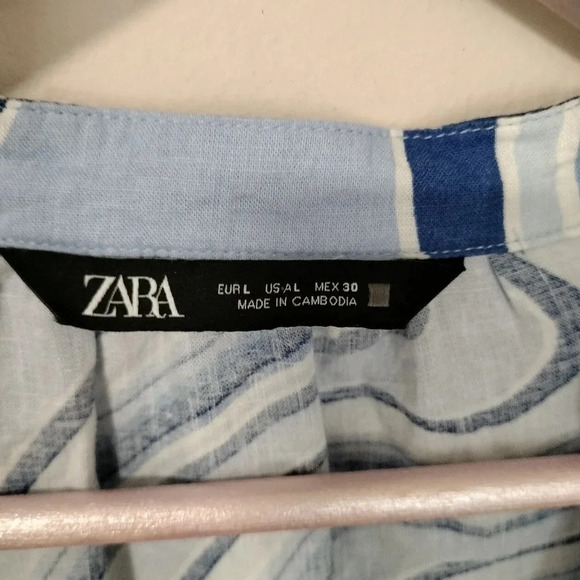 ZARA
EUR L US·A L MEX 30
MADE IN CAMBODIA